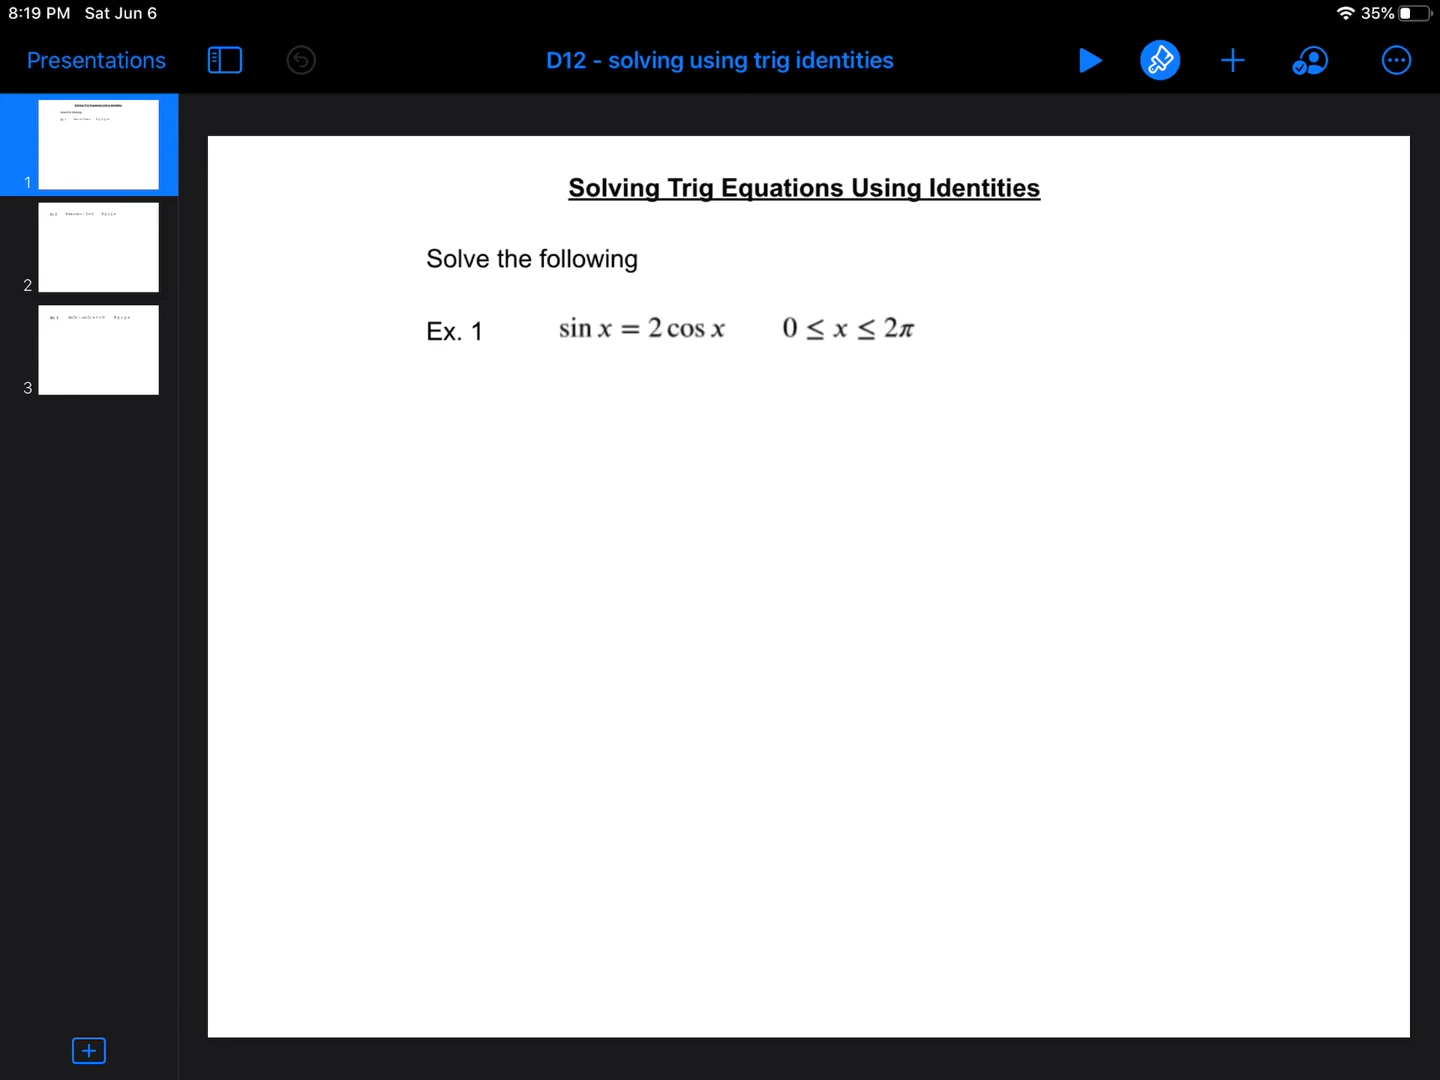 8:19 PM Sat Jun 6 35%
Presentations D12 - solving using trig identities
1
2
3
Solving Trig Equations Using Identities
Solve the following
Ex. 1 sin x = 2 cos x 0 ≤ x ≤ 2π